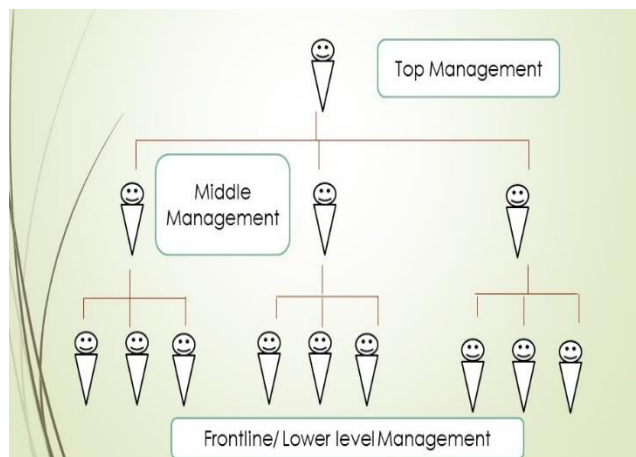 Top Management
Middle
Management
Frontline/ Lower level Management